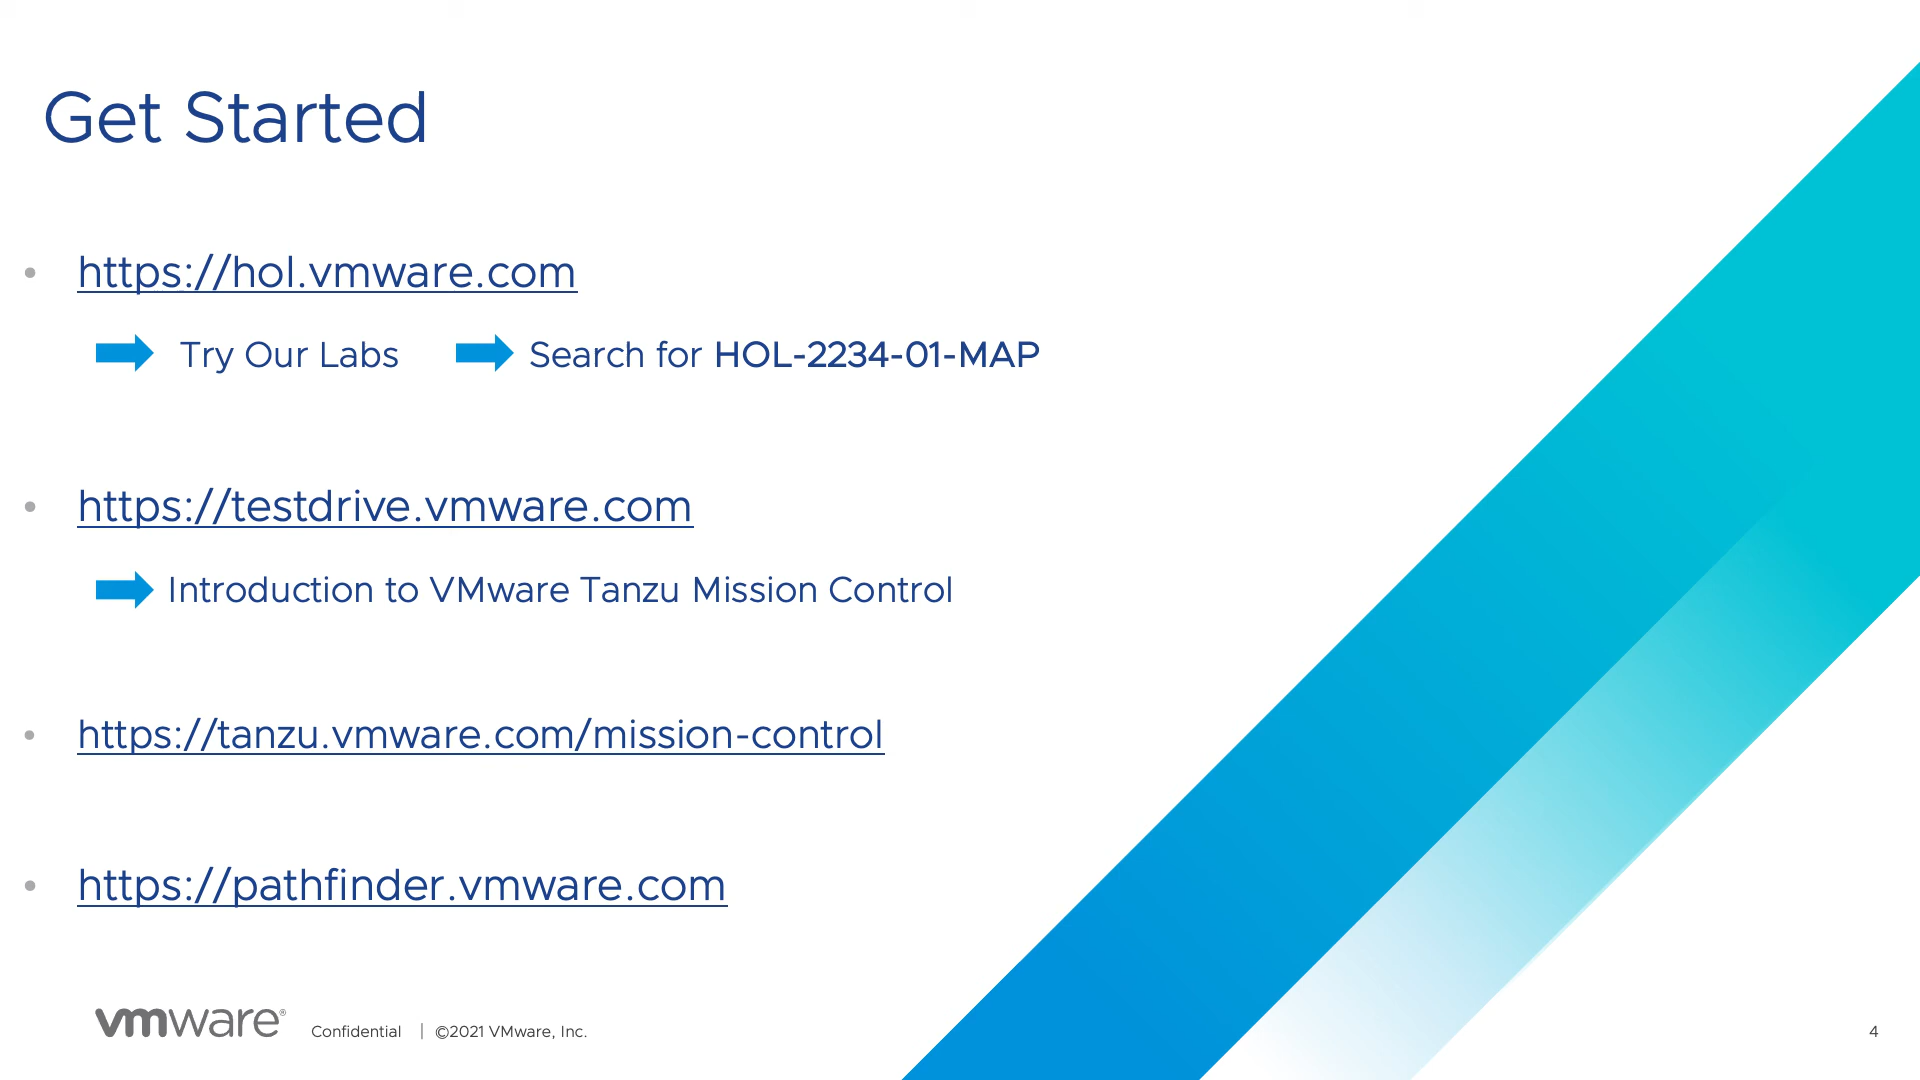 Get Started
• https://hol.vmware.com
Try Our Labs Search for HOL-2234-01-MAP
• https://testdrive.vmware.com
Introduction to VMware Tanzu Mission Control
• https://tanzu.vmware.com/mission-control
• https://pathfinder.vmware.com
vmware® Confidential | ©2021 VMware, Inc. 4